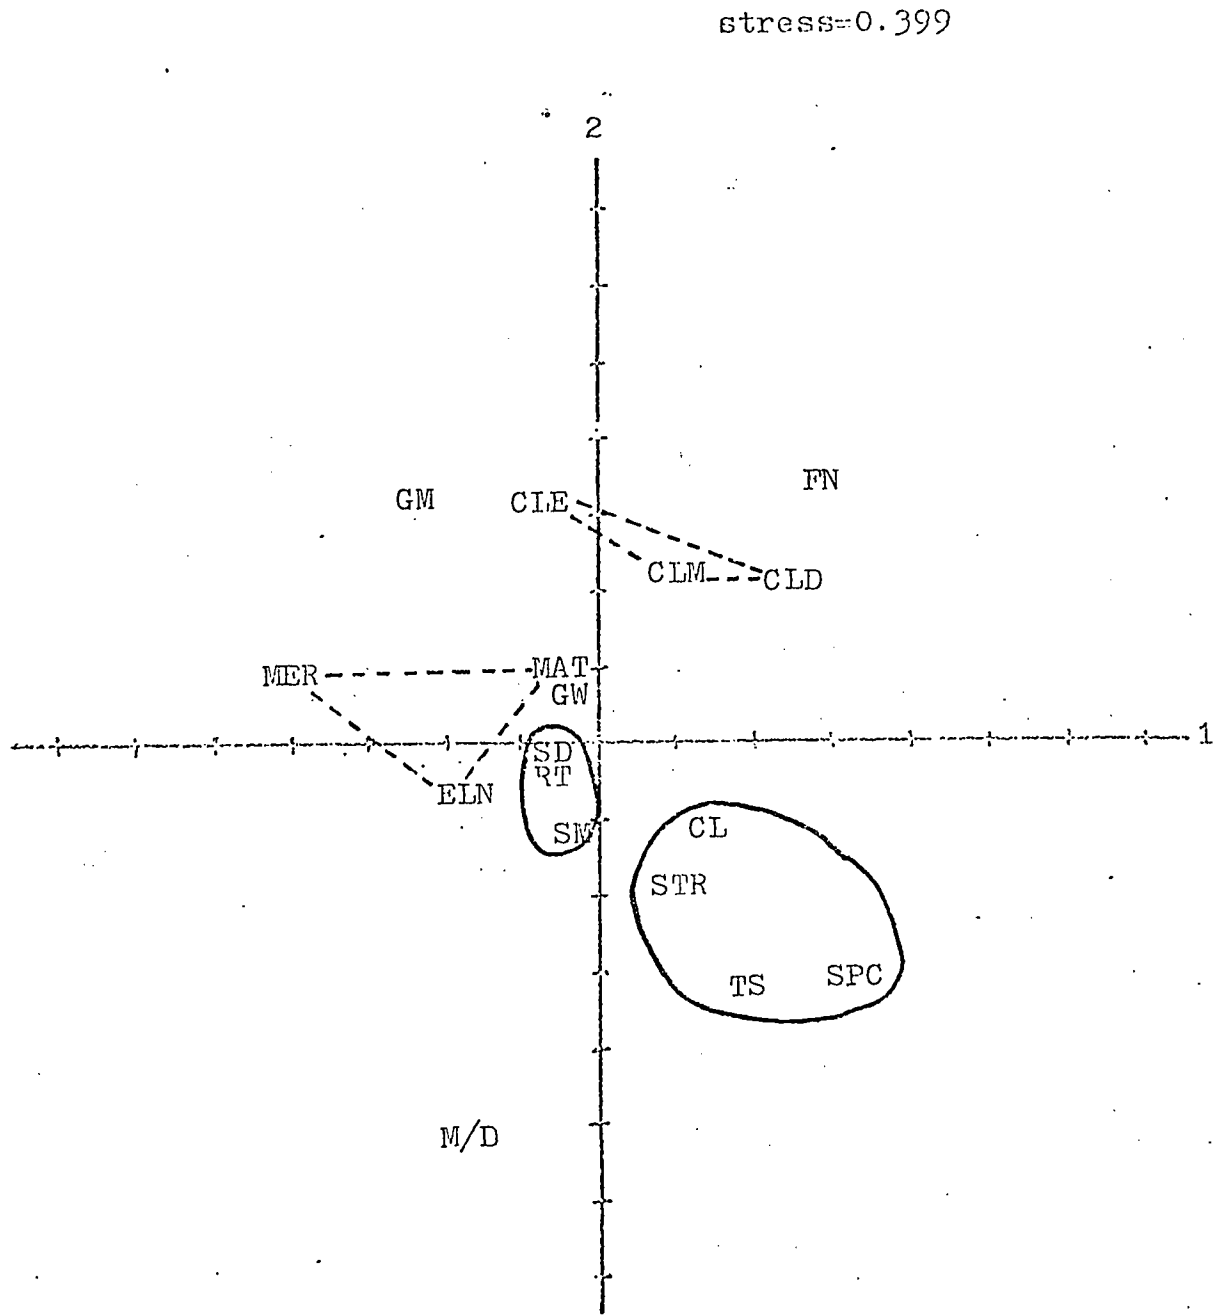 stress=0.399
2
FN
GM
CLE
CLM
CLD
MER
MAT
GW
1
SD
RT
ELN
SM
CL
STR
TS
SPC
M/D